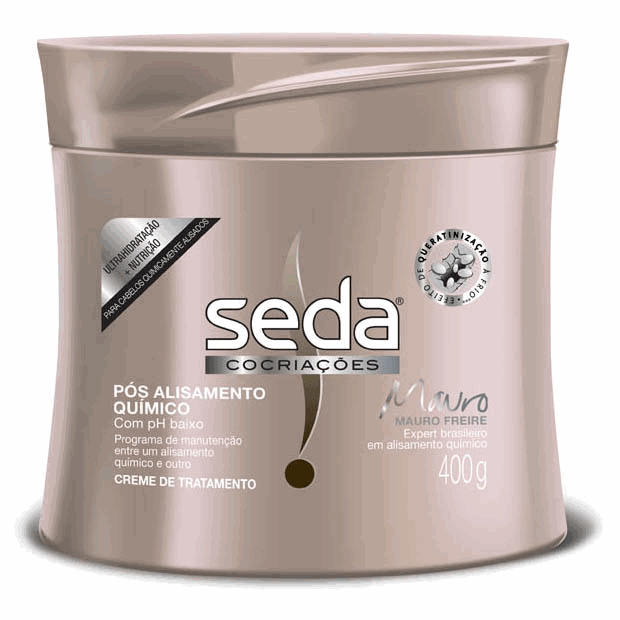 ULTRAHIDRATAÇÃO
+ NUTRIÇÃO
PARA CABELOS QUIMICAMENTE ALISADOS
EFEITO DE QUERATINIZAÇÃO A FRIO
seda®
COCRIAÇÕES
PÓS ALISAMENTO
QUÍMICO
Com pH baixo
Programa de manutenção
entre um alisamento
químico e outro
CREME DE TRATAMENTO
Mauro
MAURO FREIRE
Expert brasileiro
em alisamento químico
400g